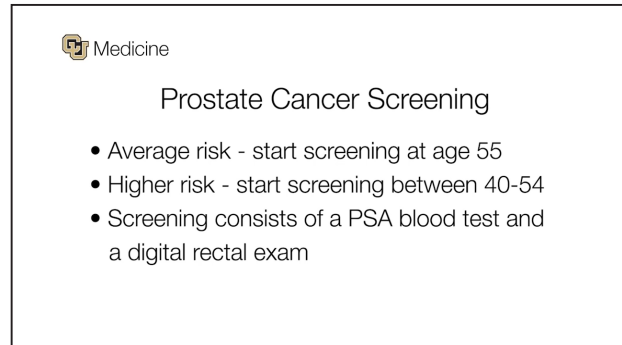 CU Medicine
Prostate Cancer Screening
• Average risk - start screening at age 55
• Higher risk - start screening between 40-54
• Screening consists of a PSA blood test and
a digital rectal exam